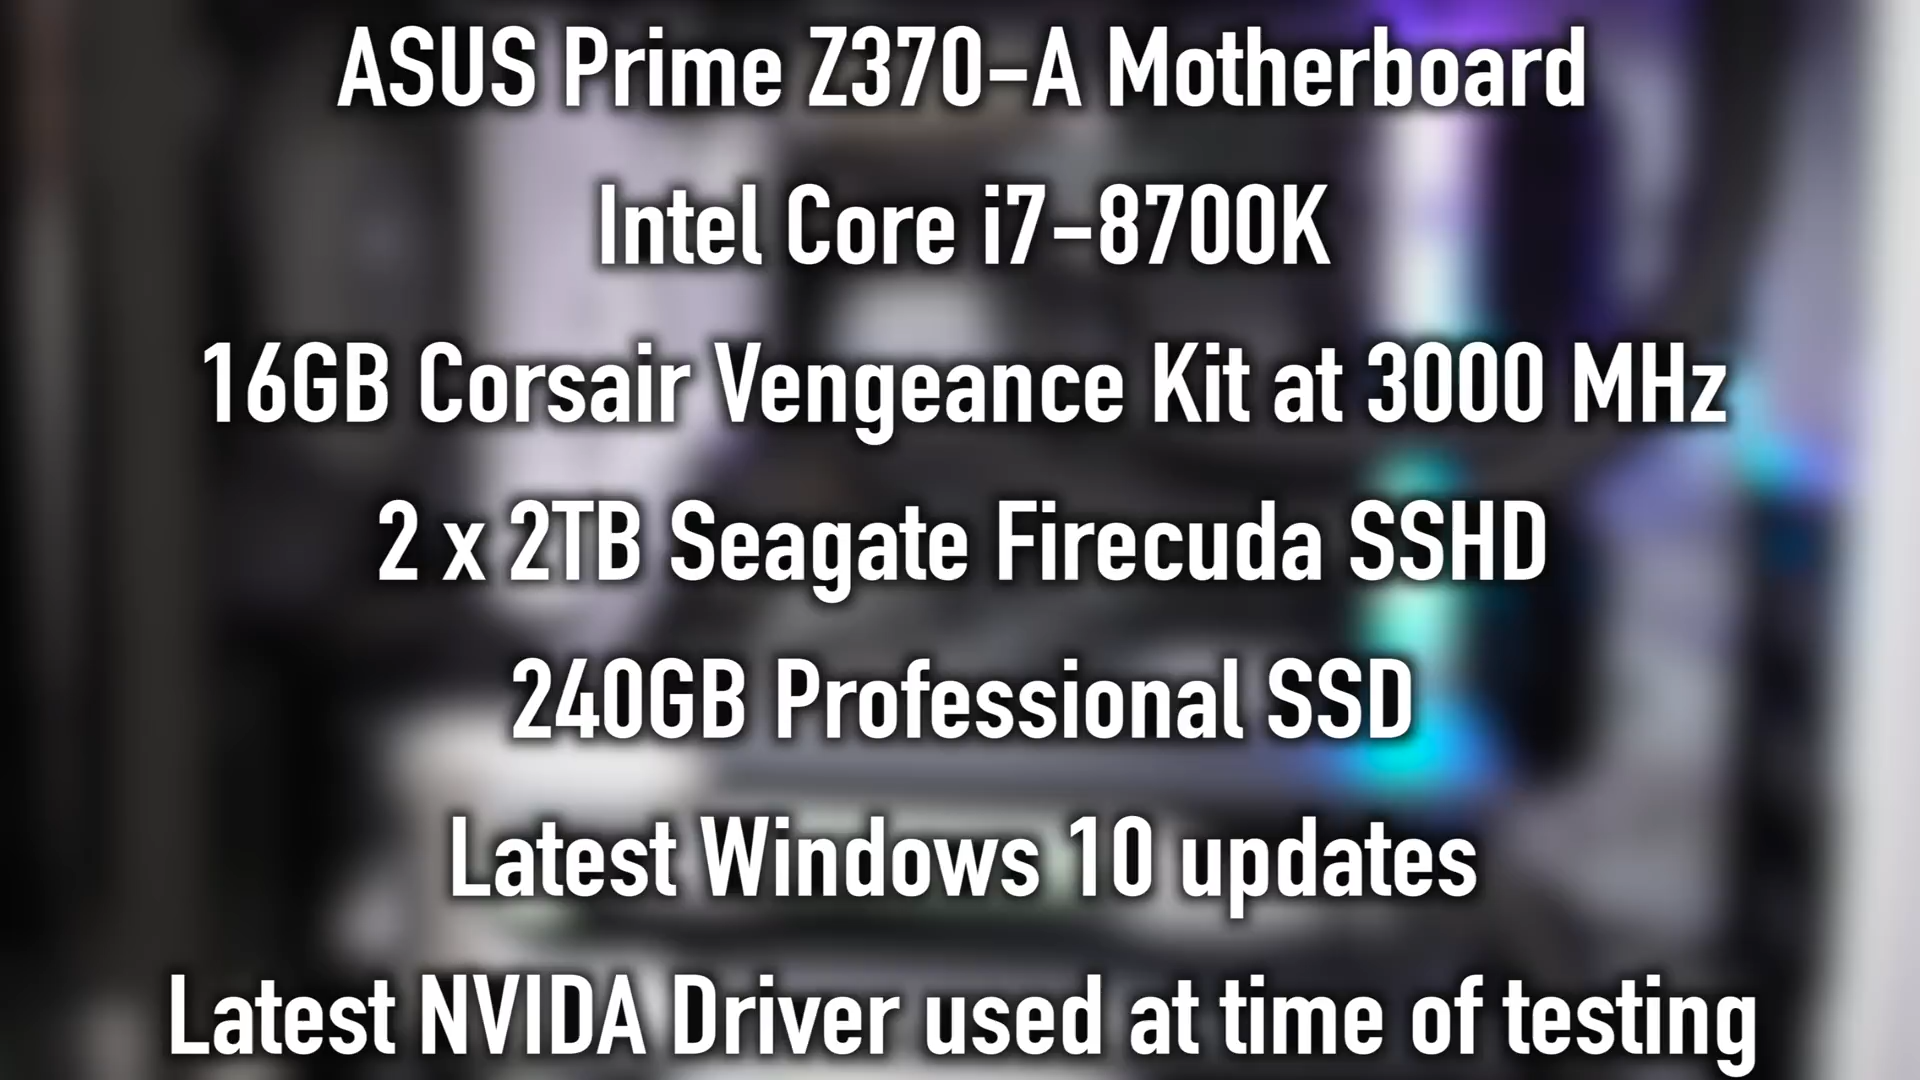 ASUS Prime Z370-A Motherboard
Intel Core i7-8700K
16GB Corsair Vengeance Kit at 3000 MHz
2 x 2TB Seagate Firecuda SSHD
240GB Professional SSD
Latest Windows 10 updates
Latest NVIDA Driver used at time of testing